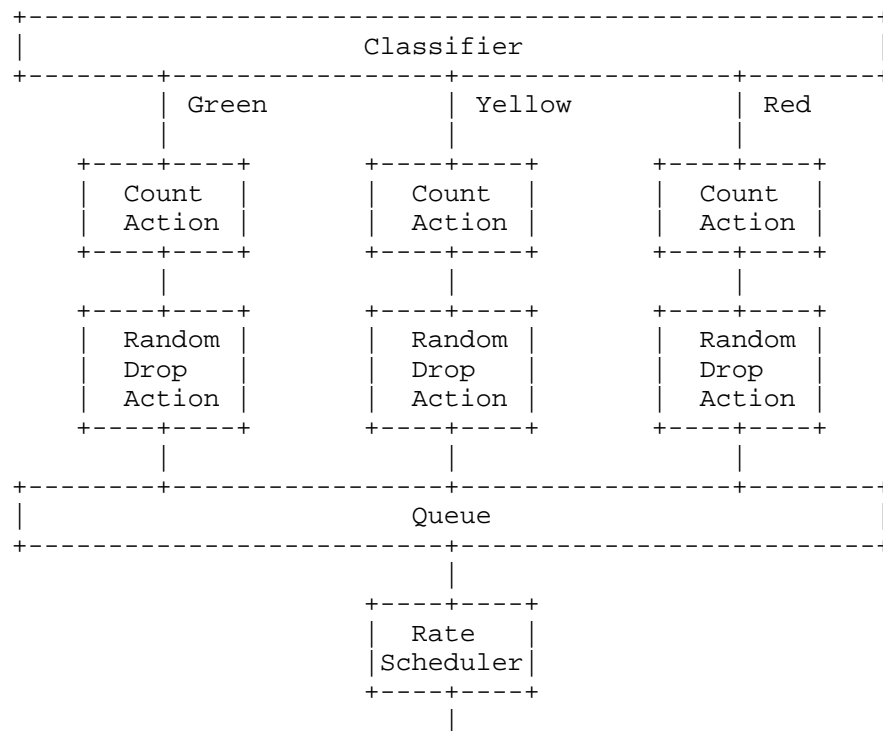 Classifier
Green Yellow Red
Count Count Count
Action Action Action
Random Random Random
Drop Drop Drop
Action Action Action
Queue
Rate
Scheduler